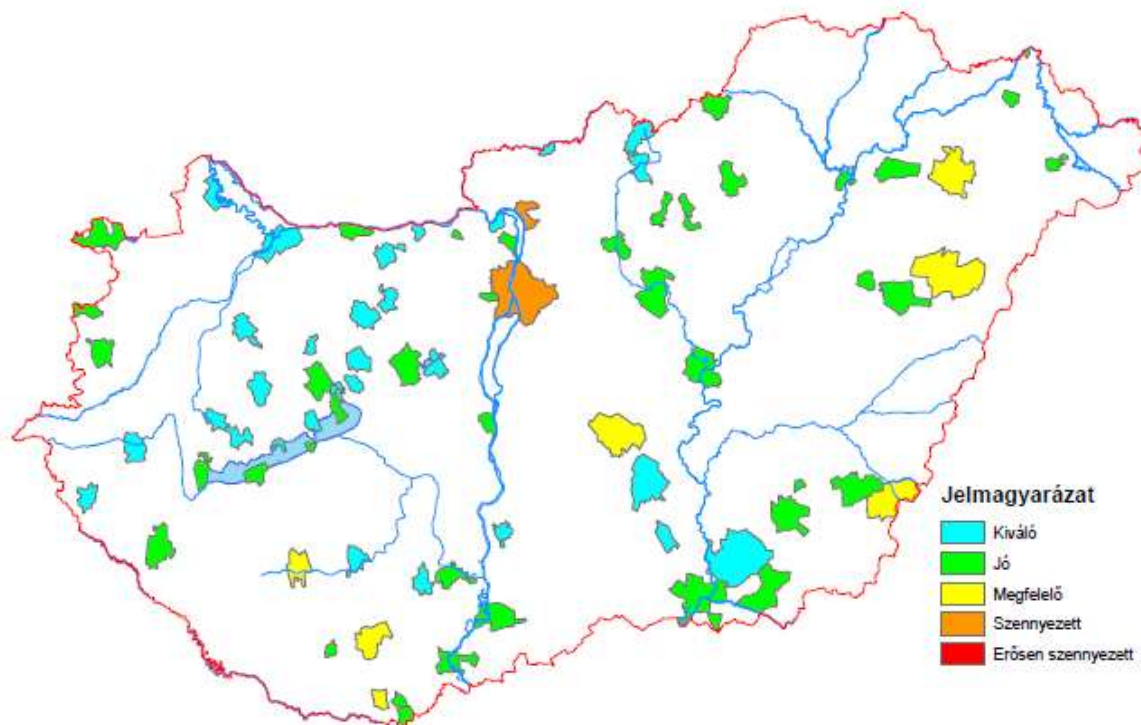 Jelmagyarázat
Kiváló
Jó
Megfelelő
Szennyezett
Erősen szennyezett